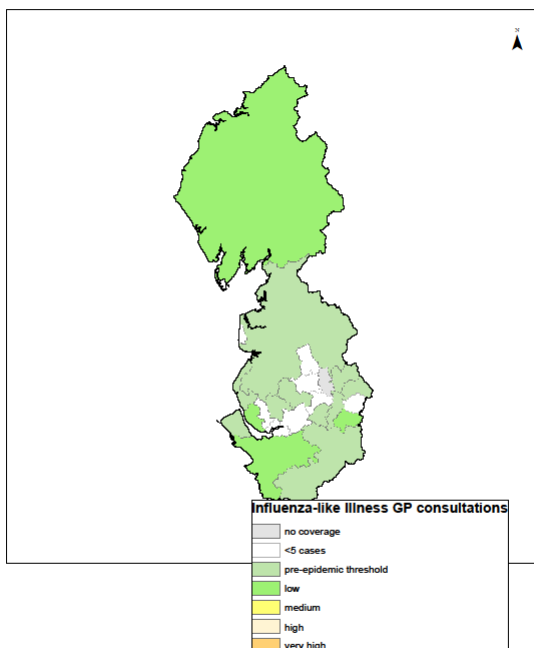 N
Influenza-like Illness GP consultations
no coverage
<5 cases
pre-epidemic threshold
low
medium
high
very high